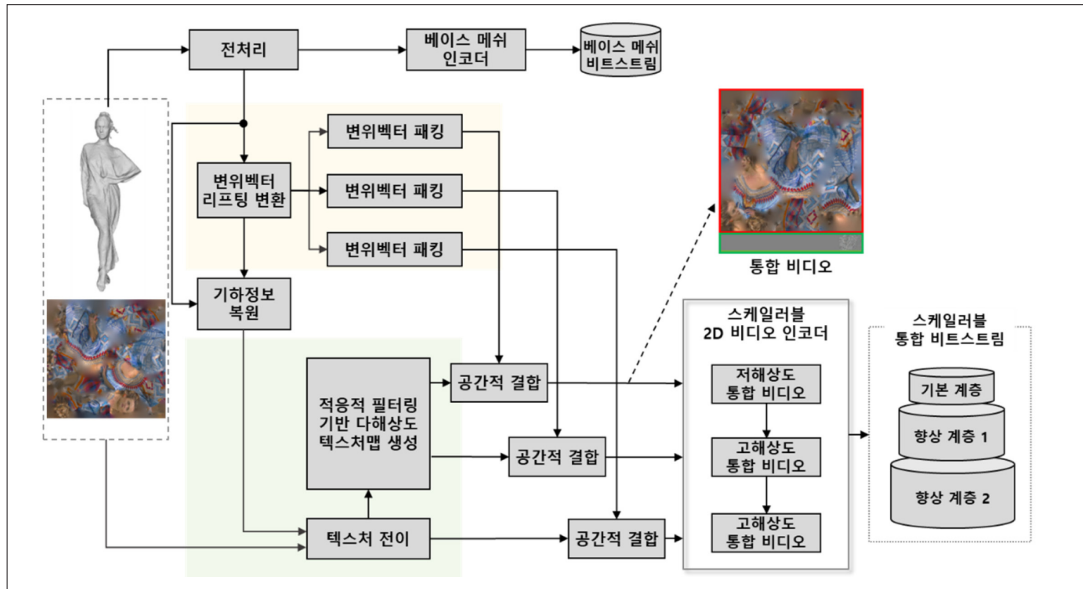 전처리
베이스 메쉬
인코더
베이스 메쉬
비트스트림
변위벡터 패킹
변위벡터
리프팅 변환
변위벡터 패킹
변위벡터 패킹
통합 비디오
기하정보
복원
스케일러블
2D 비디오 인코더
스케일러블
통합 비트스트림
적응적 필터링
기반 다해상도
텍스처맵 생성
공간적 결합
저해상도
통합 비디오
기본 계층
공간적 결합
고해상도
통합 비디오
향상 계층 1
향상 계층 2
텍스처 전이
공간적 결합
고해상도
통합 비디오